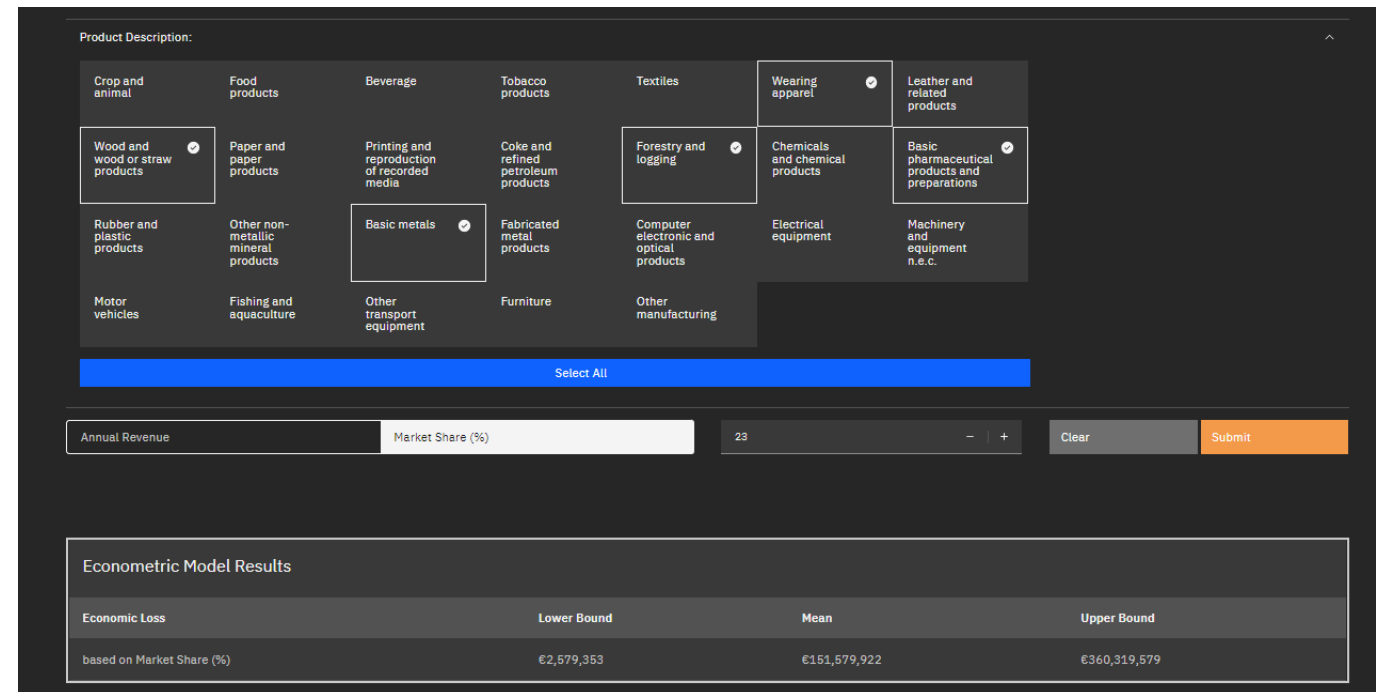 Product Description:
Crop and
animal
Food
products
Beverage
Tobacco
products
Textiles
Wearing
apparel
Leather and
related
products
Wood and
wood or straw
products
Paper and
paper
products
Printing and
reproduction
of recorded
media
Coke and
refined
petroleum
products
Forestry and
logging
Chemicals
and chemical
products
Basic
pharmaceutical
products and
preparations
Rubber and
plastic
products
Other non-
metallic
mineral
products
Basic metals
Fabricated
metal
products
Computer
electronic and
optical
products
Electrical
equipment
Machinery
and
equipment
n.e.c.
Motor
vehicles
Fishing and
aquaculture
Other
transport
equipment
Furniture
Other
manufacturing
Select All
Annual Revenue
Market Share (%)
23
Clear
Submit
Econometric Model Results
Economic Loss Lower Bound Mean Upper Bound
based on Market Share (%) €2,579,353 €151,579,922 €360,319,579